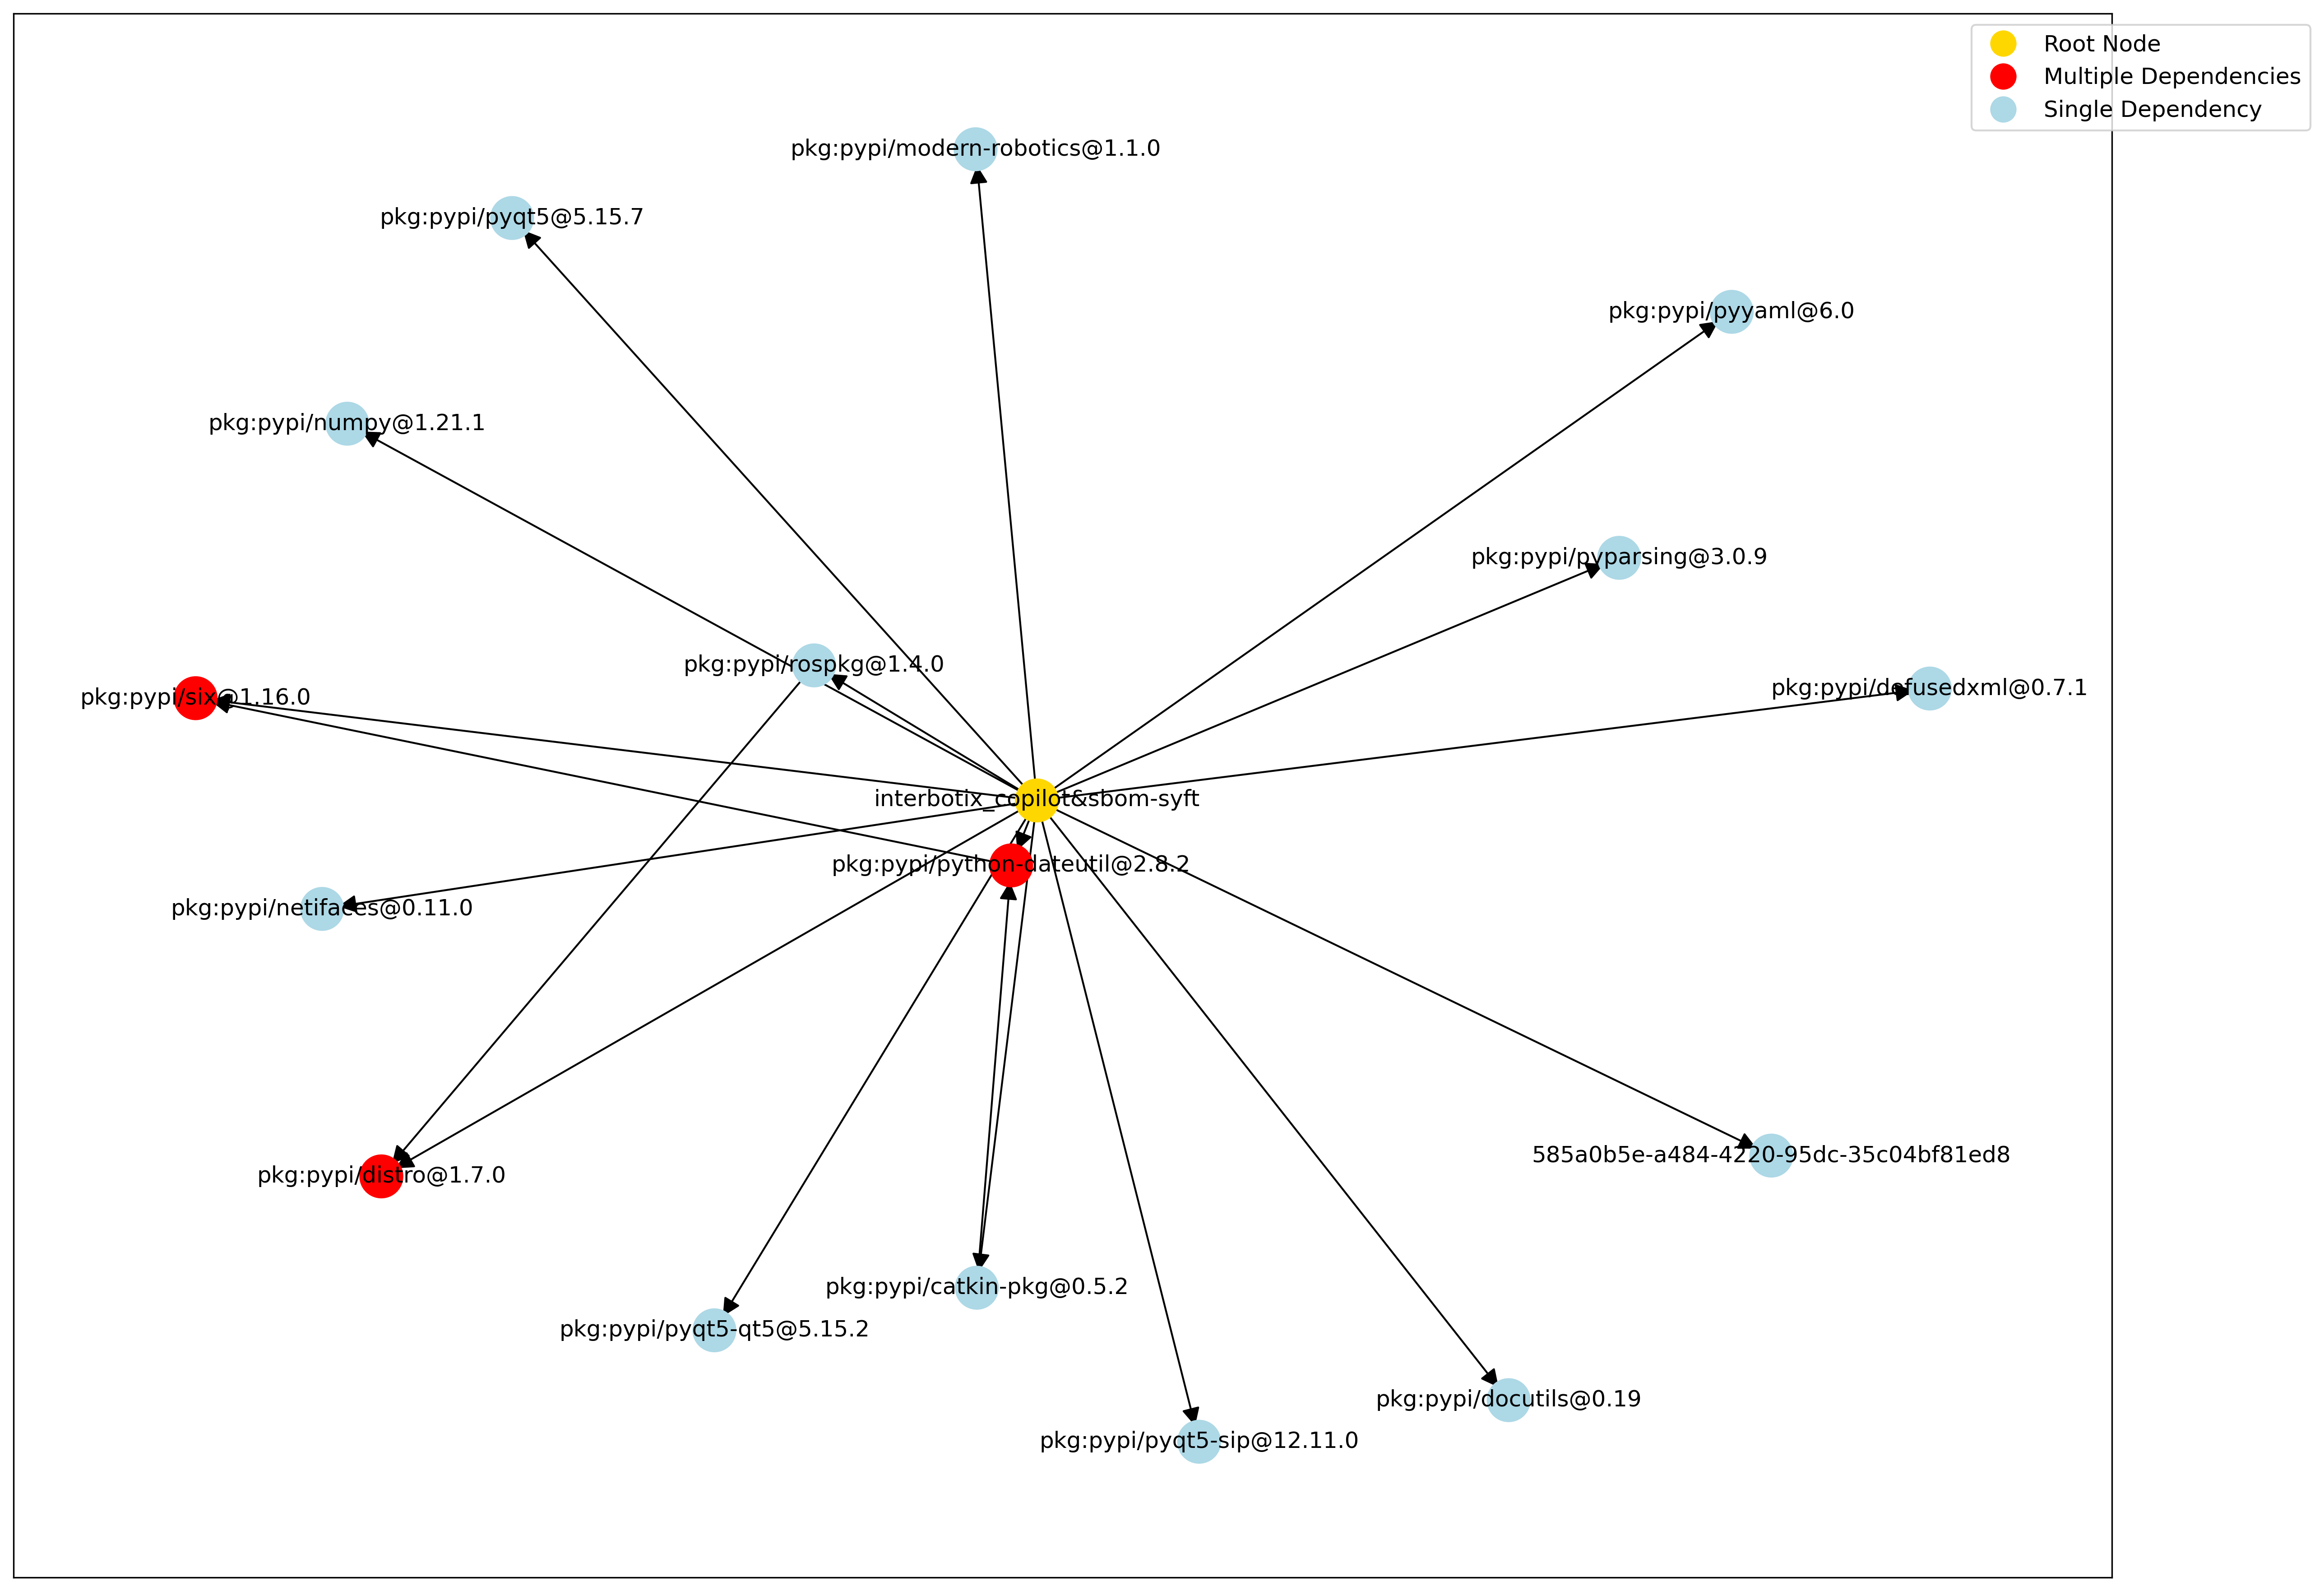 Root Node
Multiple Dependencies
Single Dependency
pkg:pypi/modern-robotics@1.1.0
pkg:pypi/pyqt5@5.15.7
pkg:pypi/pyyaml@6.0
pkg:pypi/numpy@1.21.1
pkg:pypi/pyparsing@3.0.9
pkg:pypi/rospkg@1.4.0
pkg:pypi/defusedxml@0.7.1
pkg:pypi/six@1.16.0
interbotix_copilot&sbom-syft
pkg:pypi/python-dateutil@2.8.2
pkg:pypi/netifaces@0.11.0
585a0b5e-a484-4220-95dc-35c04bf81ed8
pkg:pypi/distro@1.7.0
pkg:pypi/catkin-pkg@0.5.2
pkg:pypi/pyqt5-qt5@5.15.2
pkg:pypi/docutils@0.19
pkg:pypi/pyqt5-sip@12.11.0